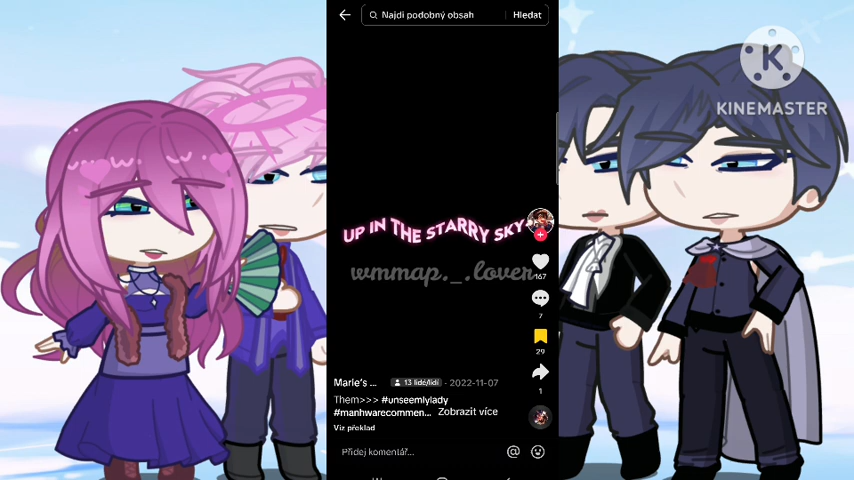 Najdi podobný obsah
Hledat
K
KINEMASTER
UP IN THE STARRY SKY
wmmap._.lover
167
7
29
1
Marie's ...
13 lidé/lidí · 2022-11-07
Them>>> #unseemlylady
#manhwarecommen... Zobrazit více
Viz překlad
Přidej komentář...